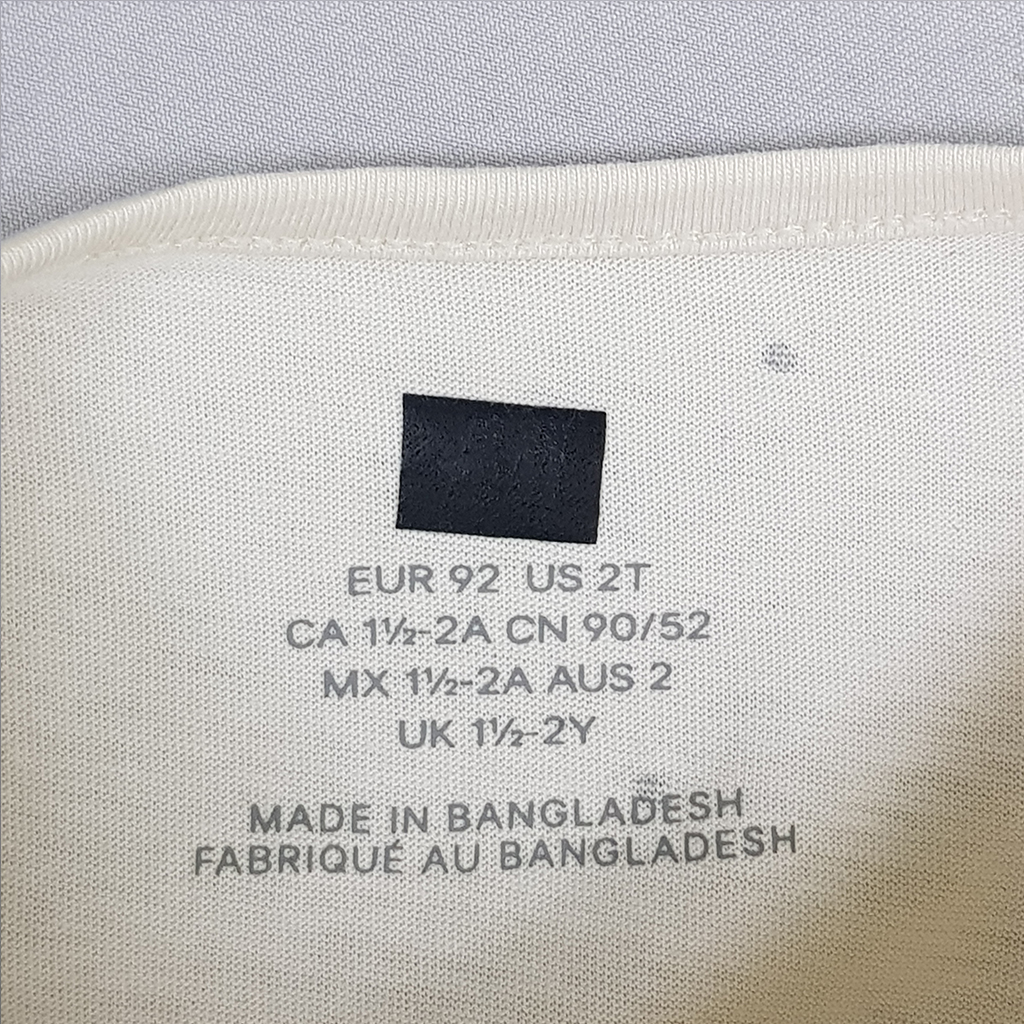 EUR 92 US 2T
CA 1½-2A CN 90/52
MX 1½-2A AUS 2
UK 1½-2Y
MADE IN BANGLADESH
FABRIQUÉ AU BANGLADESH